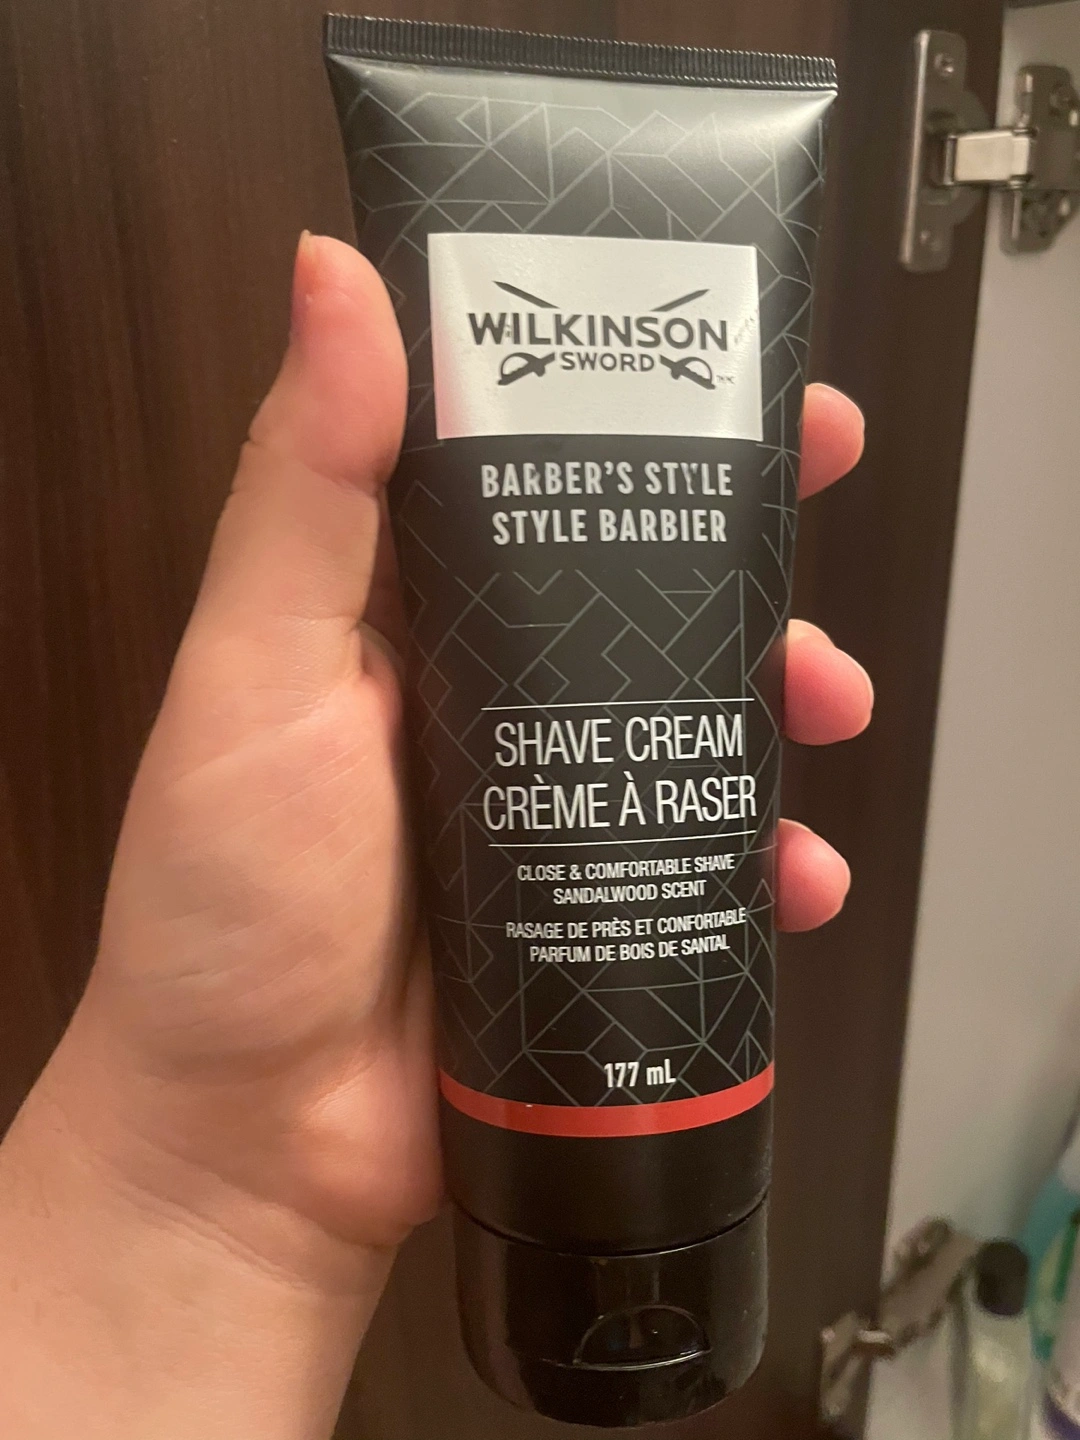 WILKINSON
SWORD
BARBER'S STYLE
STYLE BARBIER
SHAVE CREAM
CRÈME À RASER
CLOSE & COMFORTABLE SHAVE
SANDALWOOD SCENT
RASAGE DE PRÈS ET CONFORTABLE
PARFUM DE BOIS DE SANTAL
177 mL